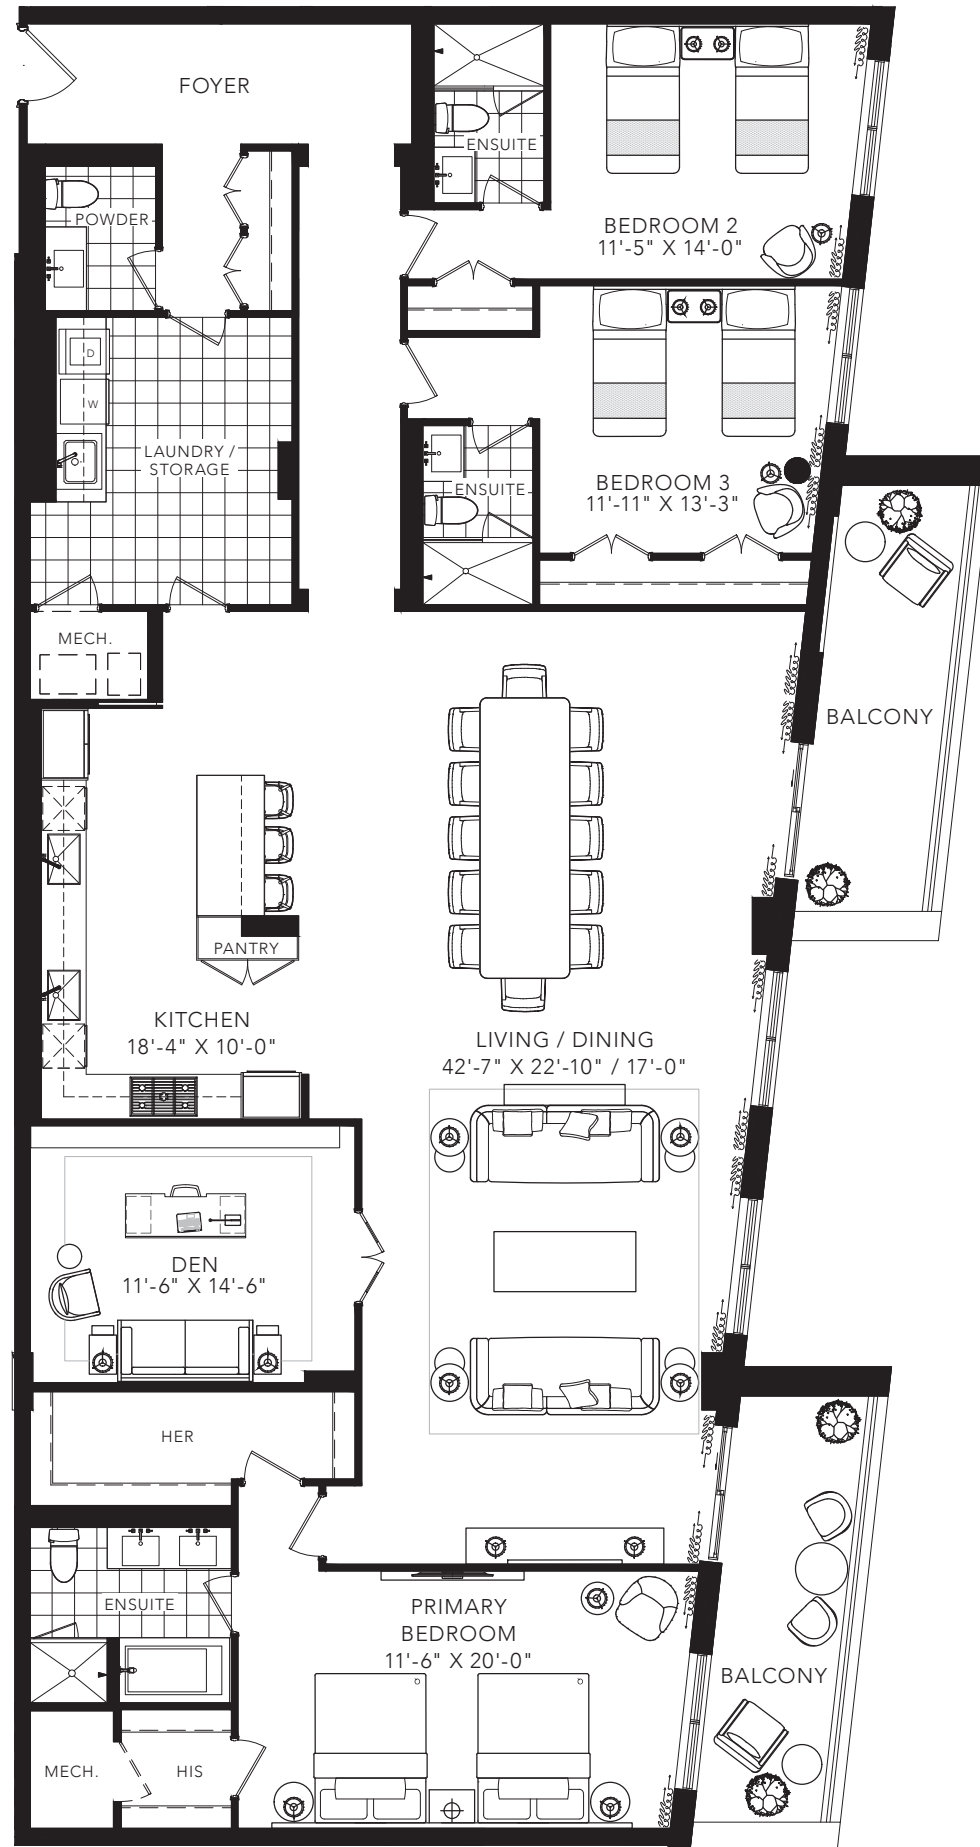 FOYER
ENSUITE
POWDER
BEDROOM 2
11'-5" X 14'-0"
D
W
LAUNDRY /
STORAGE
BEDROOM 3
11'-11" X 13'-3"
ENSUITE
MECH.
BALCONY
PANTRY
KITCHEN
18'-4" X 10'-0"
LIVING / DINING
42'-7" X 22'-10" / 17'-0"
DEN
11'-6" X 14'-6"
HER
ENSUITE
PRIMARY
BEDROOM
11'-6" X 20'-0"
BALCONY
MECH.
HIS